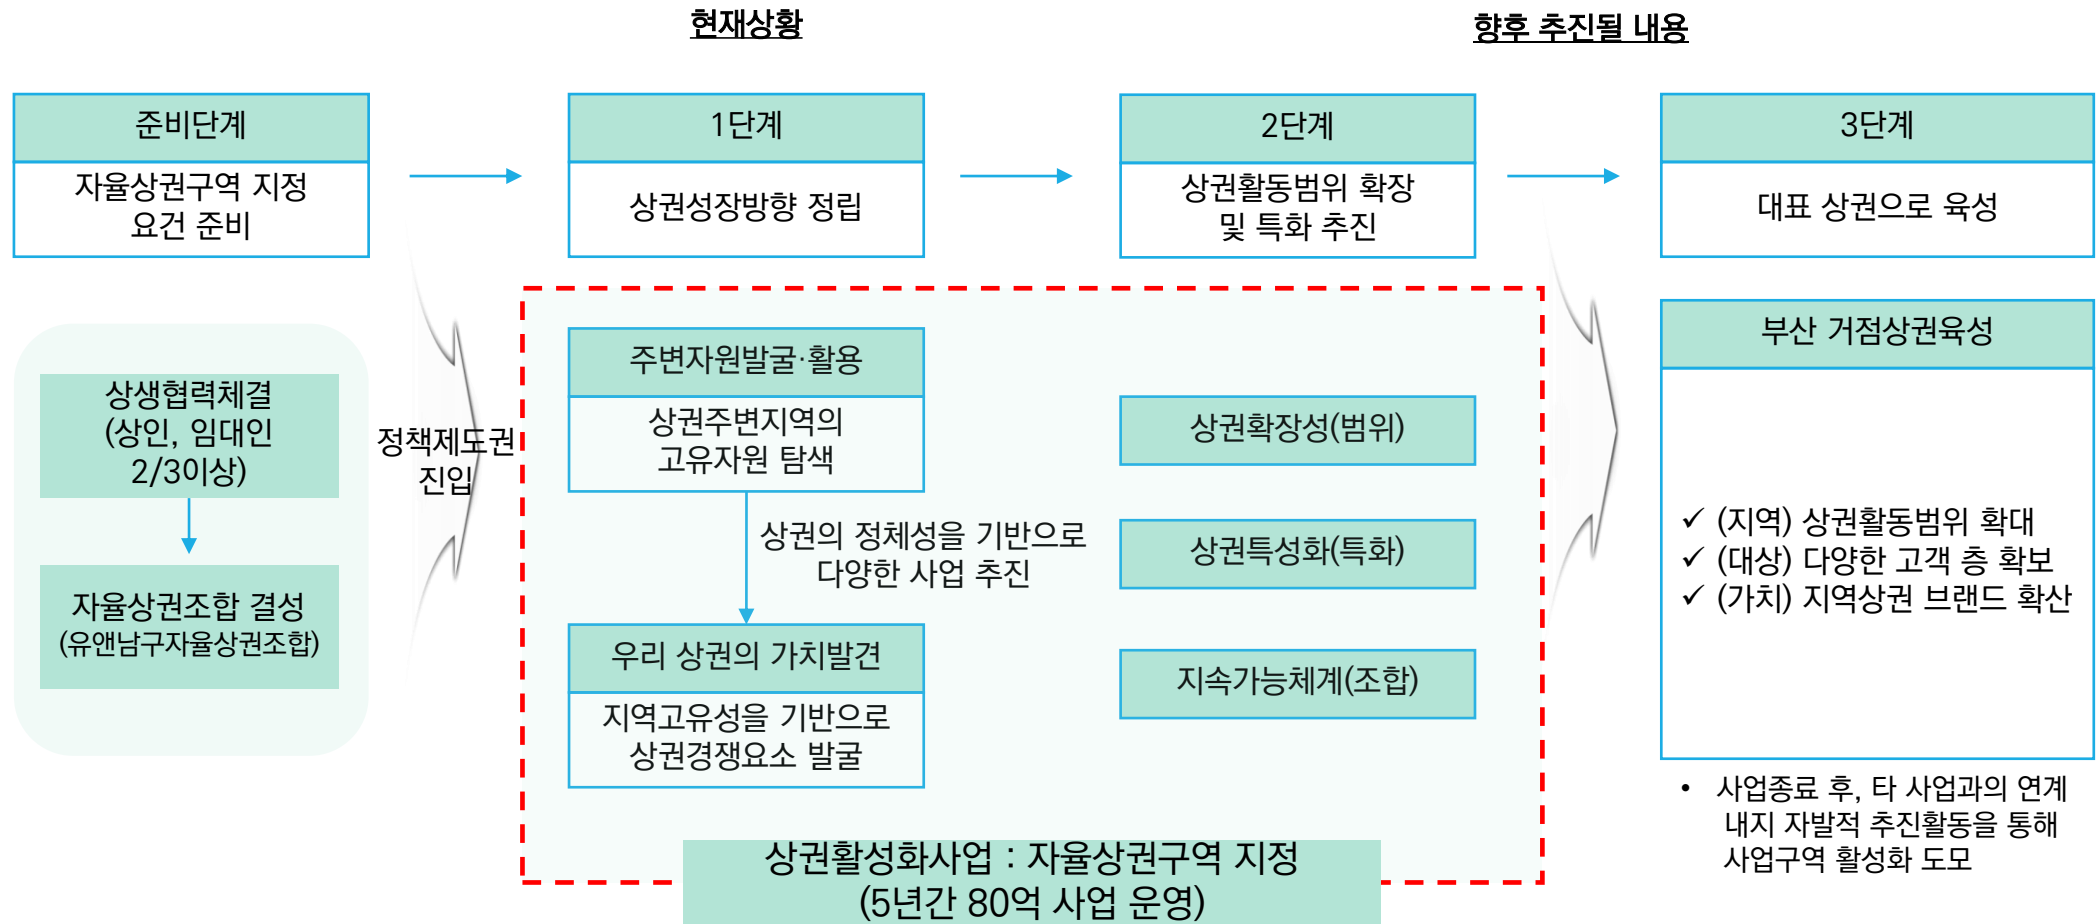 현재상황
향후 추진될 내용
준비단계
자율상권구역 지정
요건 준비
1단계
상권성장방향 정립
2단계
상권활동범위 확장
및 특화 추진
3단계
대표 상권으로 육성
상생협력체결
(상인, 임대인
2/3이상)
자율상권조합 결성
(유앤남구자율상권조합)
정책제도권
진입
주변자원발굴·활용
상권주변지역의
고유자원 탐색
상권의 정체성을 기반으로
다양한 사업 추진
우리 상권의 가치발견
지역고유성을 기반으로
상권경쟁요소 발굴
상권확장성(범위)
상권특성화(특화)
지속가능체계(조합)
상권활성화사업 : 자율상권구역 지정
(5년간 80억 사업 운영)
부산 거점상권육성
✓ (지역) 상권활동범위 확대
✓ (대상) 다양한 고객 층 확보
✓ (가치) 지역상권 브랜드 확산
• 사업종료 후, 타 사업과의 연계
내지 자발적 추진활동을 통해
사업구역 활성화 도모